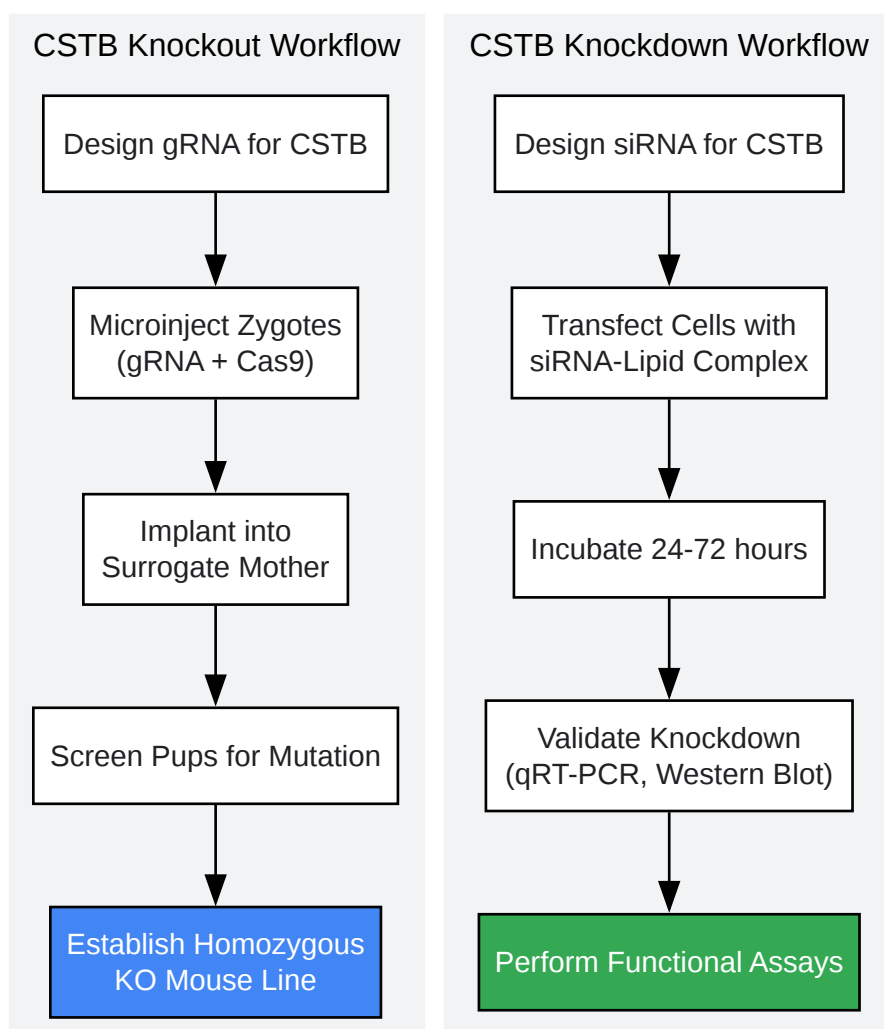 CSTB Knockout Workflow
Design gRNA for CSTB
Microinject Zygotes
(gRNA + Cas9)
Implant into
Surrogate Mother
Screen Pups for Mutation
Establish Homozygous
KO Mouse Line
CSTB Knockdown Workflow
Design siRNA for CSTB
Transfect Cells with
siRNA-Lipid Complex
Incubate 24-72 hours
Validate Knockdown
(qRT-PCR, Western Blot)
Perform Functional Assays